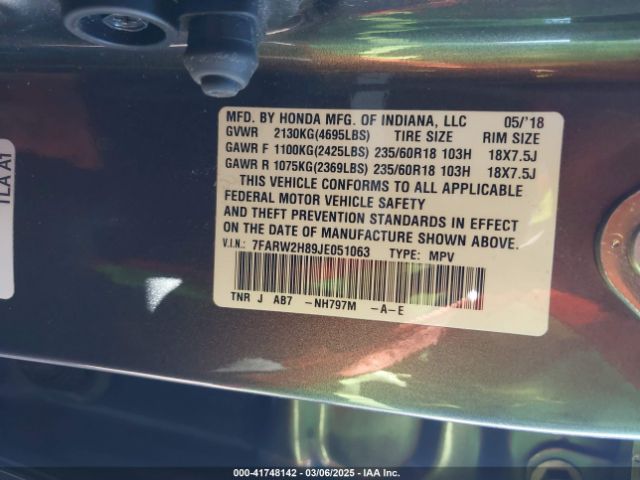 MFD. BY HONDA MFG. OF INDIANA, LLC 05/'18
GVWR 2130KG(4695LBS) TIRE SIZE RIM SIZE
GAWR F 1100KG(2425LBS) 235/60R18 103H 18X7.5J
GAWR R 1075KG(2369LBS) 235/60R18 103H 18X7.5J
THIS VEHICLE CONFORMS TO ALL APPLICABLE
FEDERAL MOTOR VEHICLE SAFETY
AND THEFT PREVENTION STANDARDS IN EFFECT
ON THE DATE OF MANUFACTURE SHOWN ABOVE.
V.I.N.: 7FARW2H89JE051063 TYPE: MPV
TNR J AB7 -NH797M -A-E
TLA A1
00-41748142 — 03/06/2025 - IAA Inc.